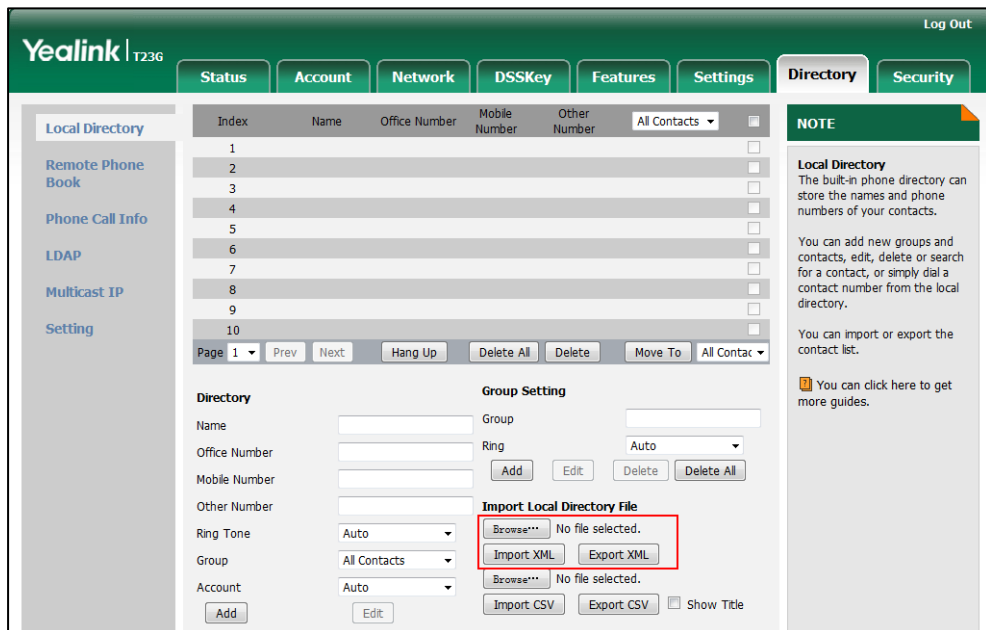 Log Out
Yealink | T23G
Status Account Network DSSKey Features Settings Directory Security
Local Directory
Remote Phone
Book
Phone Call Info
LDAP
Multicast IP
Setting
Index Name Office Number Mobile Number Other Number All Contacts
1
2
3
4
5
6
7
8
9
10
Page 1 Prev Next Hang Up Delete All Delete Move To All Contac
Directory
Name
Office Number
Mobile Number
Other Number
Ring Tone Auto
Group All Contacts
Account Auto
Add Edit
Group Setting
Group
Ring Auto
Add Edit Delete Delete All
Import Local Directory File
Browse... No file selected.
Import XML Export XML
Browse... No file selected.
Import CSV Export CSV Show Title
NOTE
Local Directory
The built-in phone directory can
store the names and phone
numbers of your contacts.
You can add new groups and
contacts, edit, delete or search
for a contact, or simply dial a
contact number from the local
directory.
You can import or export the
contact list.
? You can click here to get
more guides.